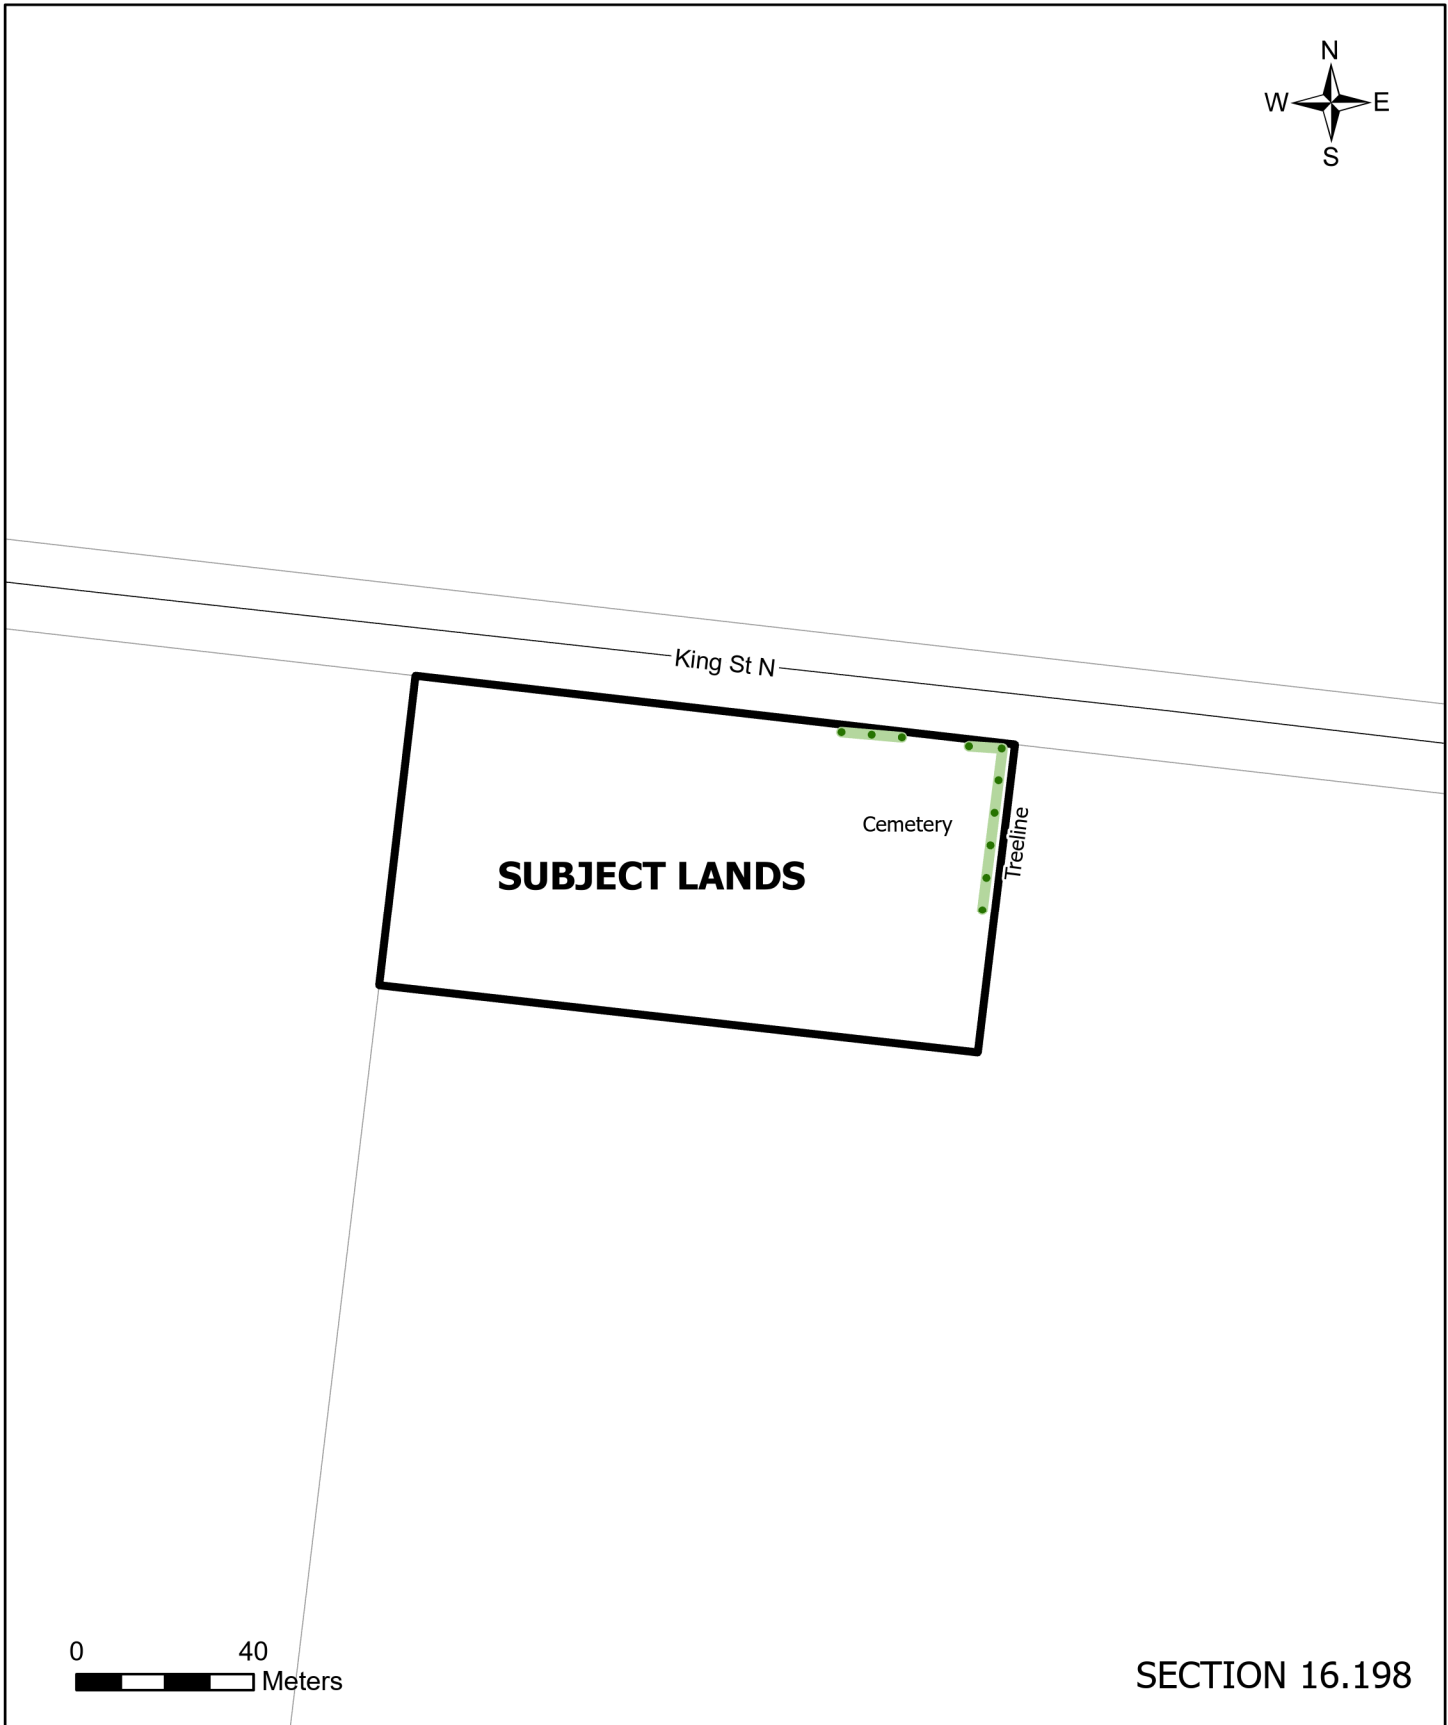 N
W E
S
King St N
Cemetery
Treeline
SUBJECT LANDS
0 40
Meters
SECTION 16.198